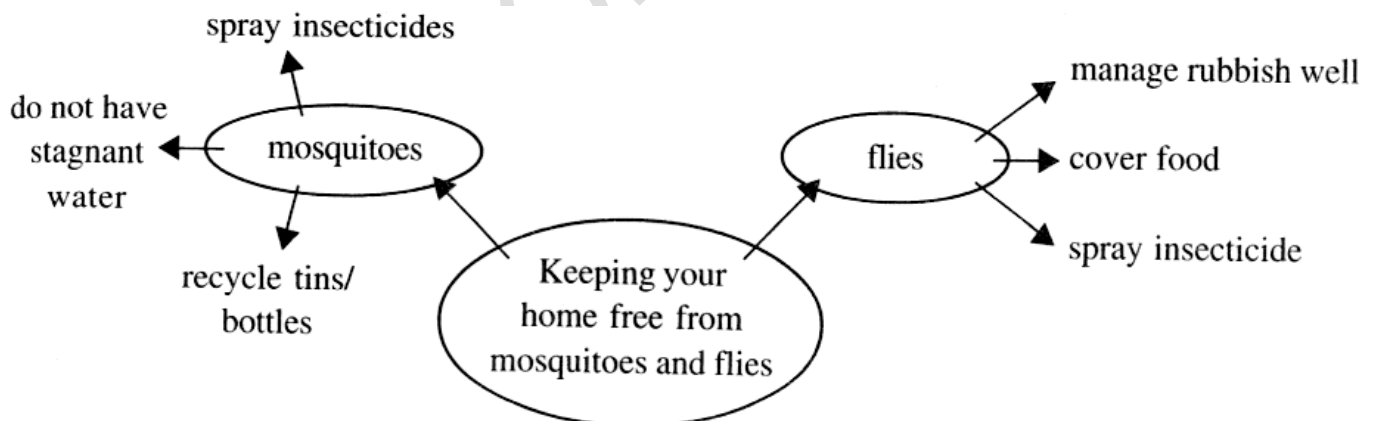 spray insecticides
do not have
stagnant
water
mosquitoes
recycle tins/
bottles
Keeping your
home free from
mosquitoes and flies
flies
manage rubbish well
cover food
spray insecticide